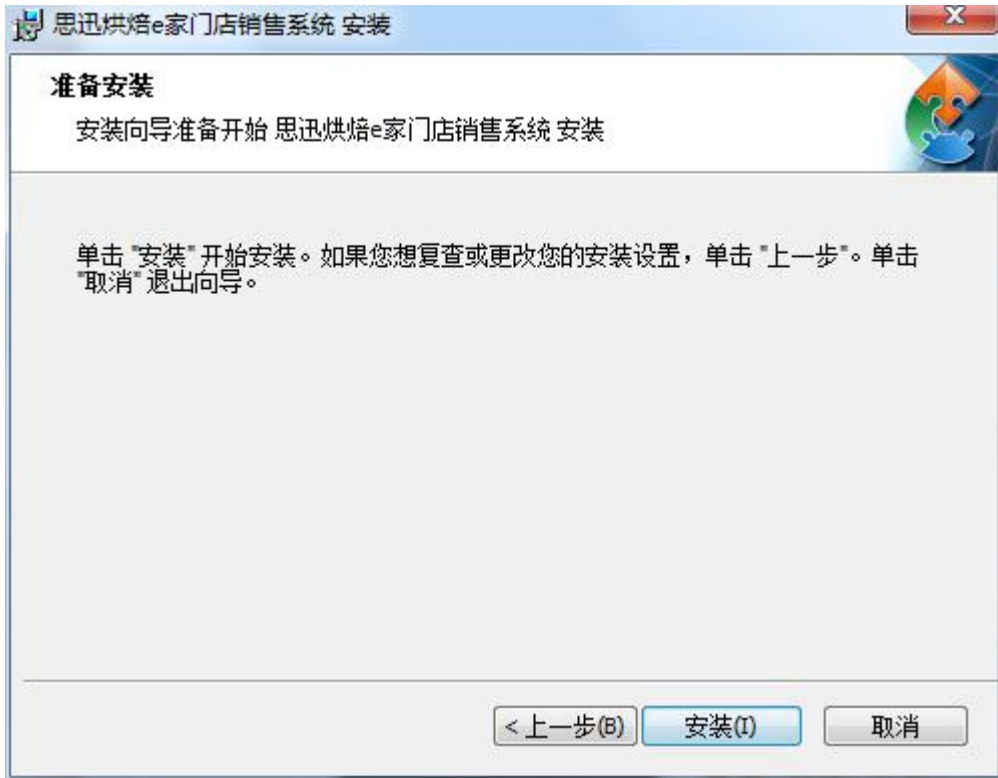 思迅烘焙e家门店销售系统 安装
准备安装
安装向导准备开始 思迅烘焙e家门店销售系统 安装
单击 "安装" 开始安装。如果您想复查或更改您的安装设置，单击 "上一步"。单击
"取消" 退出向导。
< 上一步(B) 安装(I) 取消